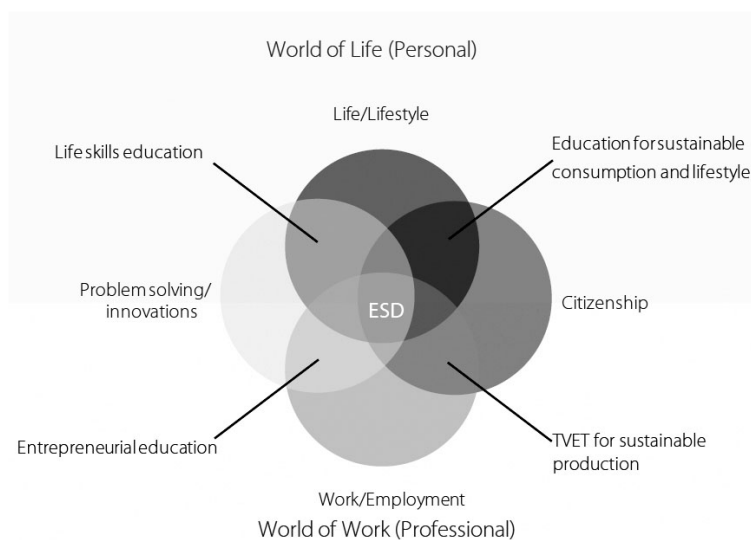 World of Life (Personal)
Life/Lifestyle
Life skills education
Education for sustainable
consumption and lifestyle
Problem solving/
innovations
ESD
Citizenship
Entrepreneurial education
TVET for sustainable
production
Work/Employment
World of Work (Professional)